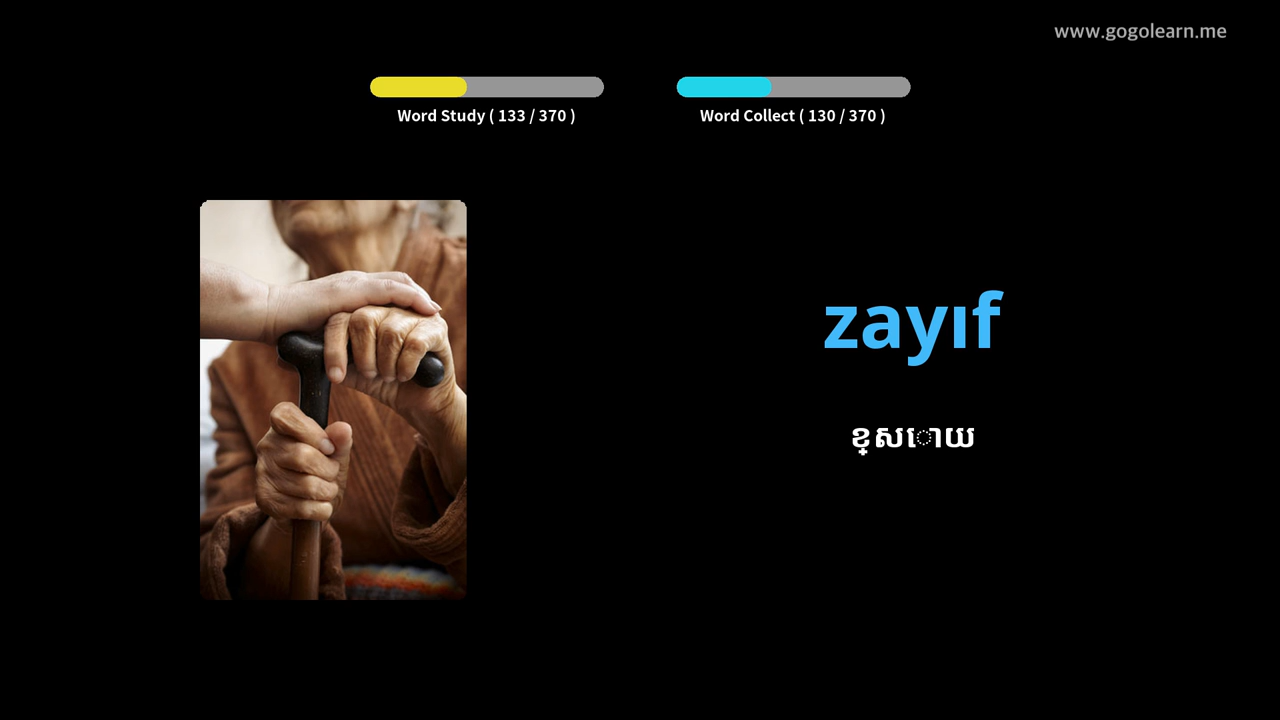 www.gogolearn.me
Word Study ( 133 / 370 )
Word Collect ( 130 / 370 )
zayıf
ខ្សោយ